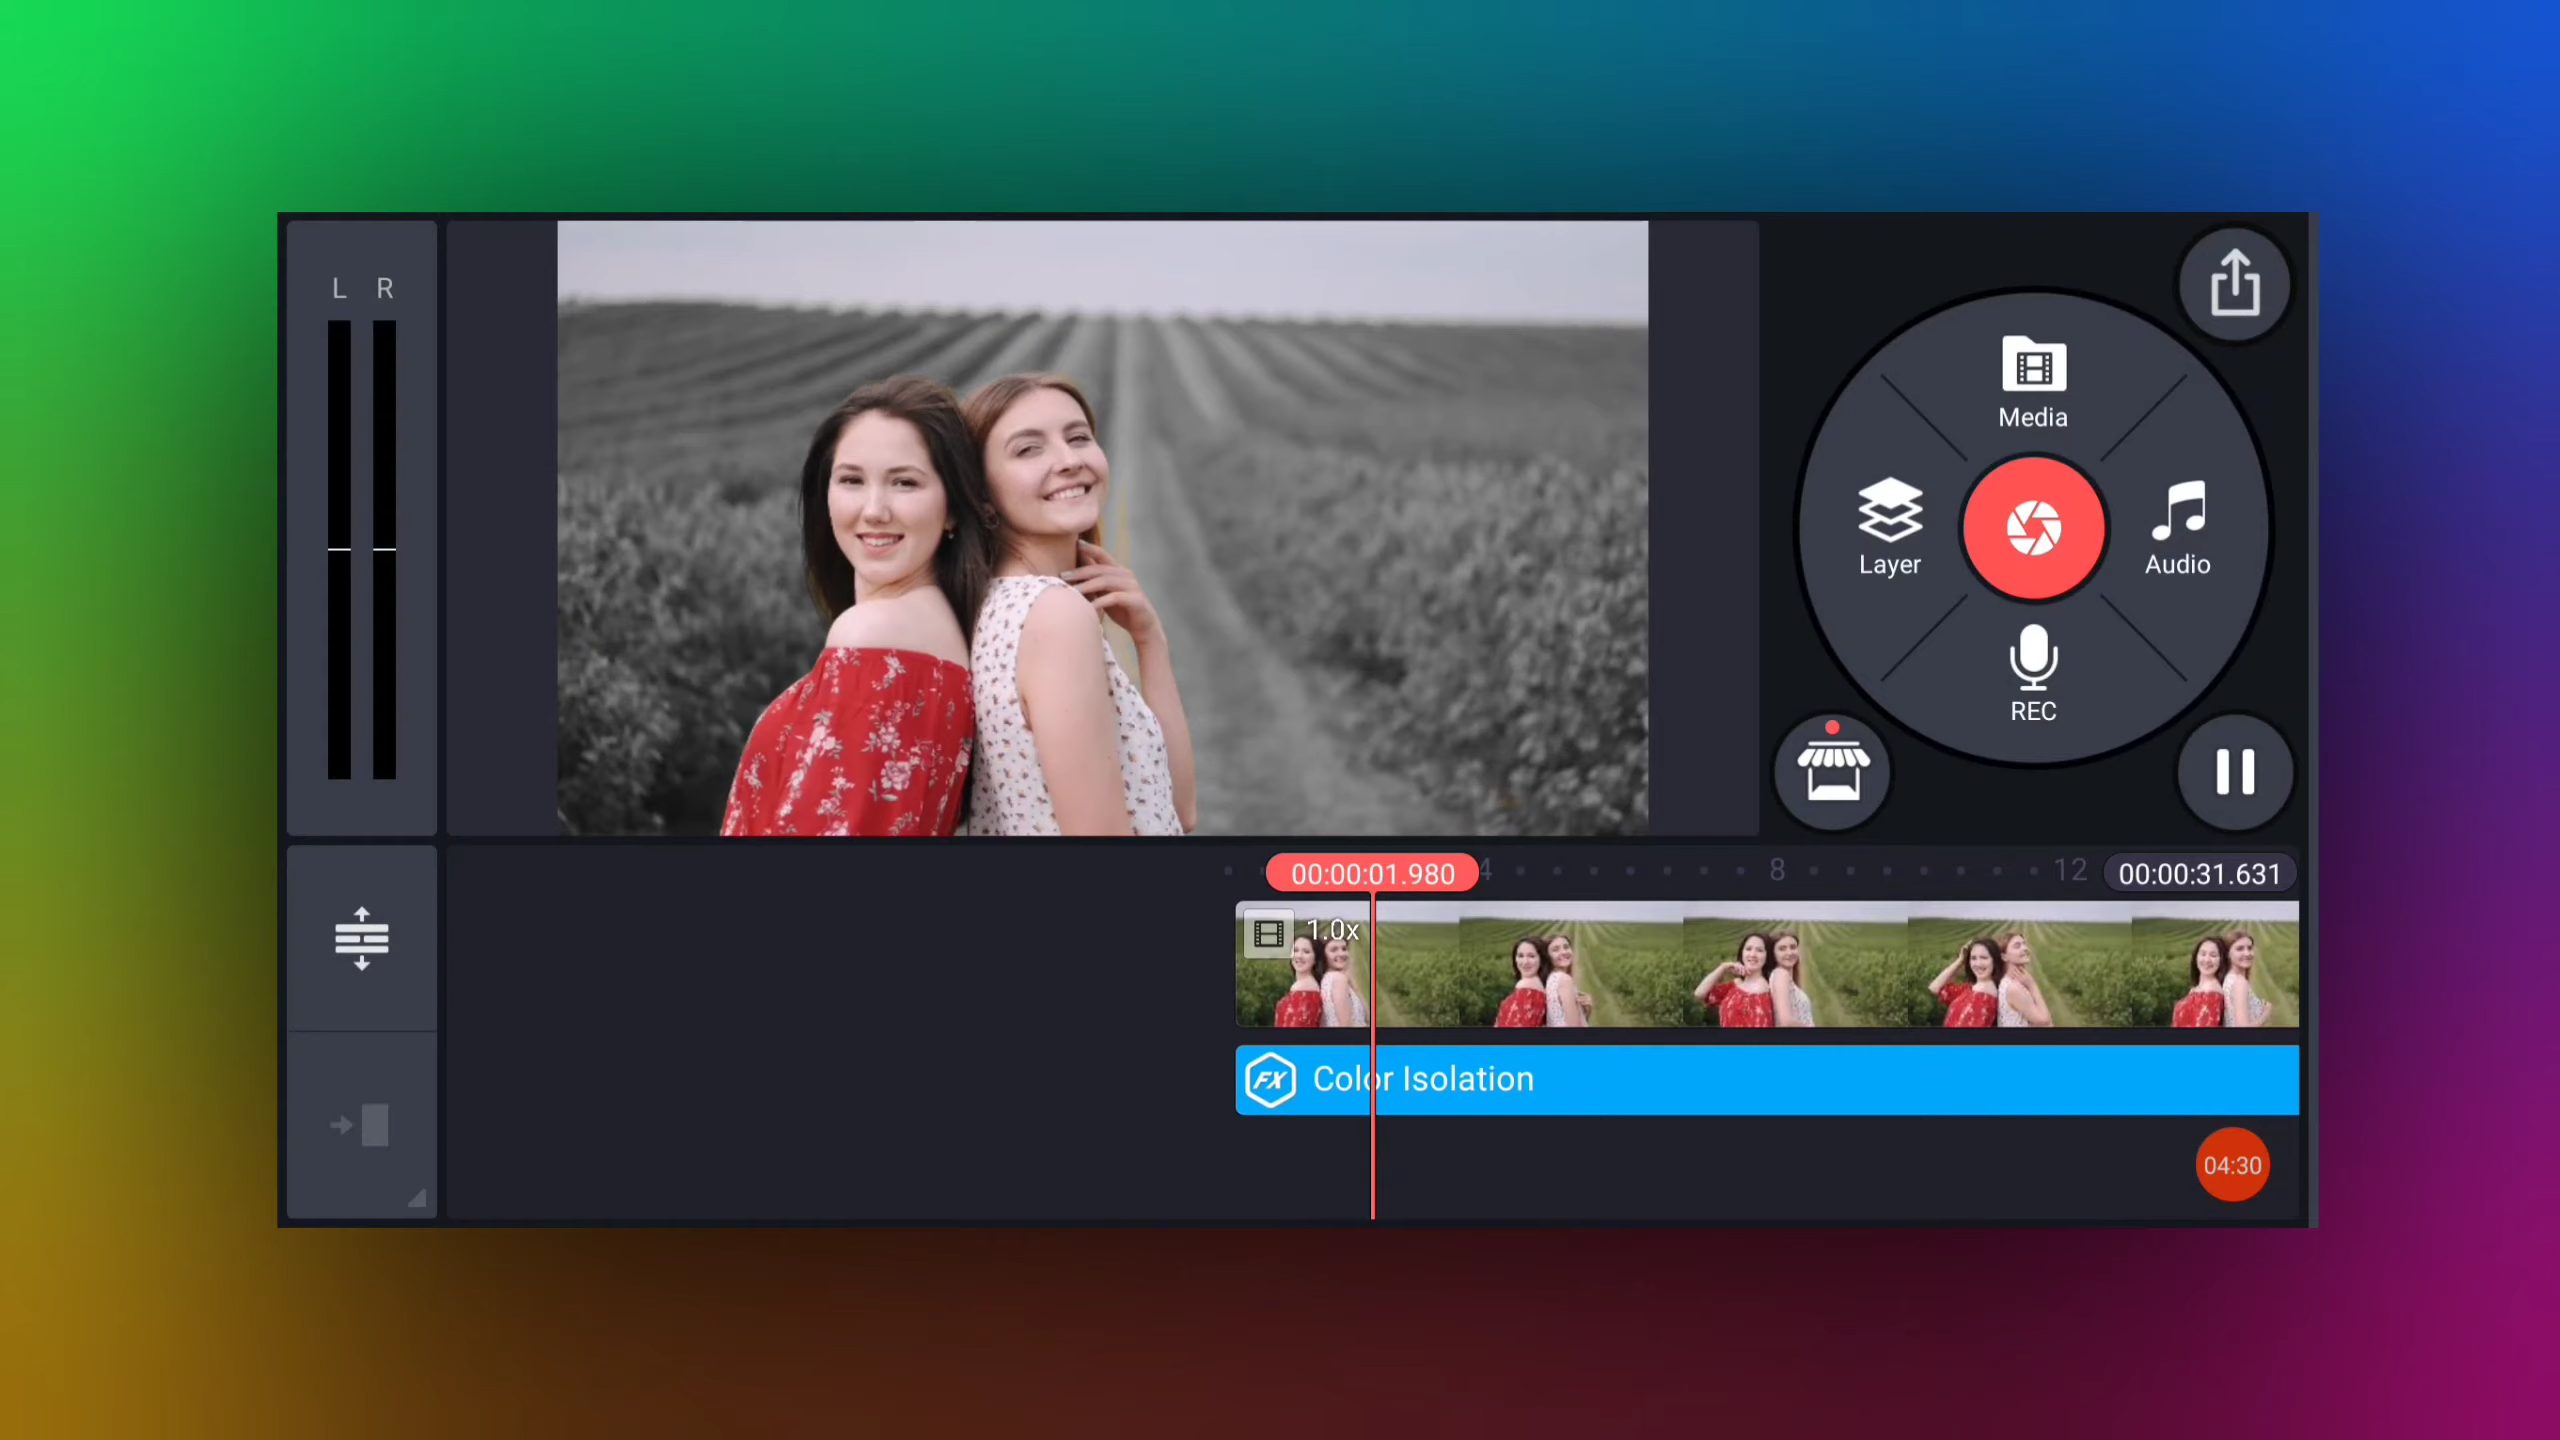 L R
Media
Layer
Audio
REC
00:00:01.980
4
8
12
00:00:31.631
1.0x
FX Color Isolation
04:30